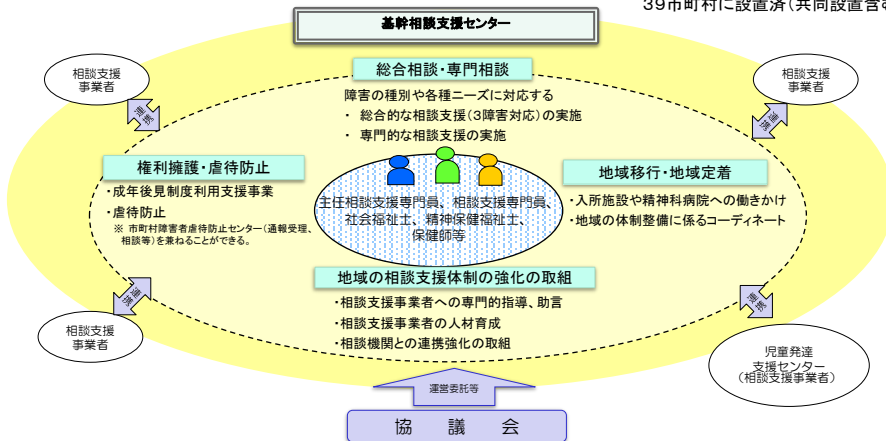 39市町村に設置済(共同設置含む
基幹相談支援センター
相談支援
事業者
連携
総合相談・専門相談
障害の種別や各種ニーズに対応する
・ 総合的な相談支援(3障害対応)の実施
・ 専門的な相談支援の実施
相談支援
事業者
連携
権利擁護・虐待防止
・成年後見制度利用支援事業
・虐待防止
※ 市町村障害者虐待防止センター(通報受理、
相談等)を兼ねることができる。
主任相談支援専門員、相談支援専門員、
社会福祉士、精神保健福祉士、
保健師等
地域移行・地域定着
・入所施設や精神科病院への働きかけ
・地域の体制整備に係るコーディネート
地域の相談支援体制の強化の取組
・相談支援事業者への専門的指導、助言
・相談支援事業者の人材育成
・相談機関との連携強化の取組
連携
相談支援
事業者
連携
児童発達
支援センター
(相談支援事業者)
運営委託等
協 議 会